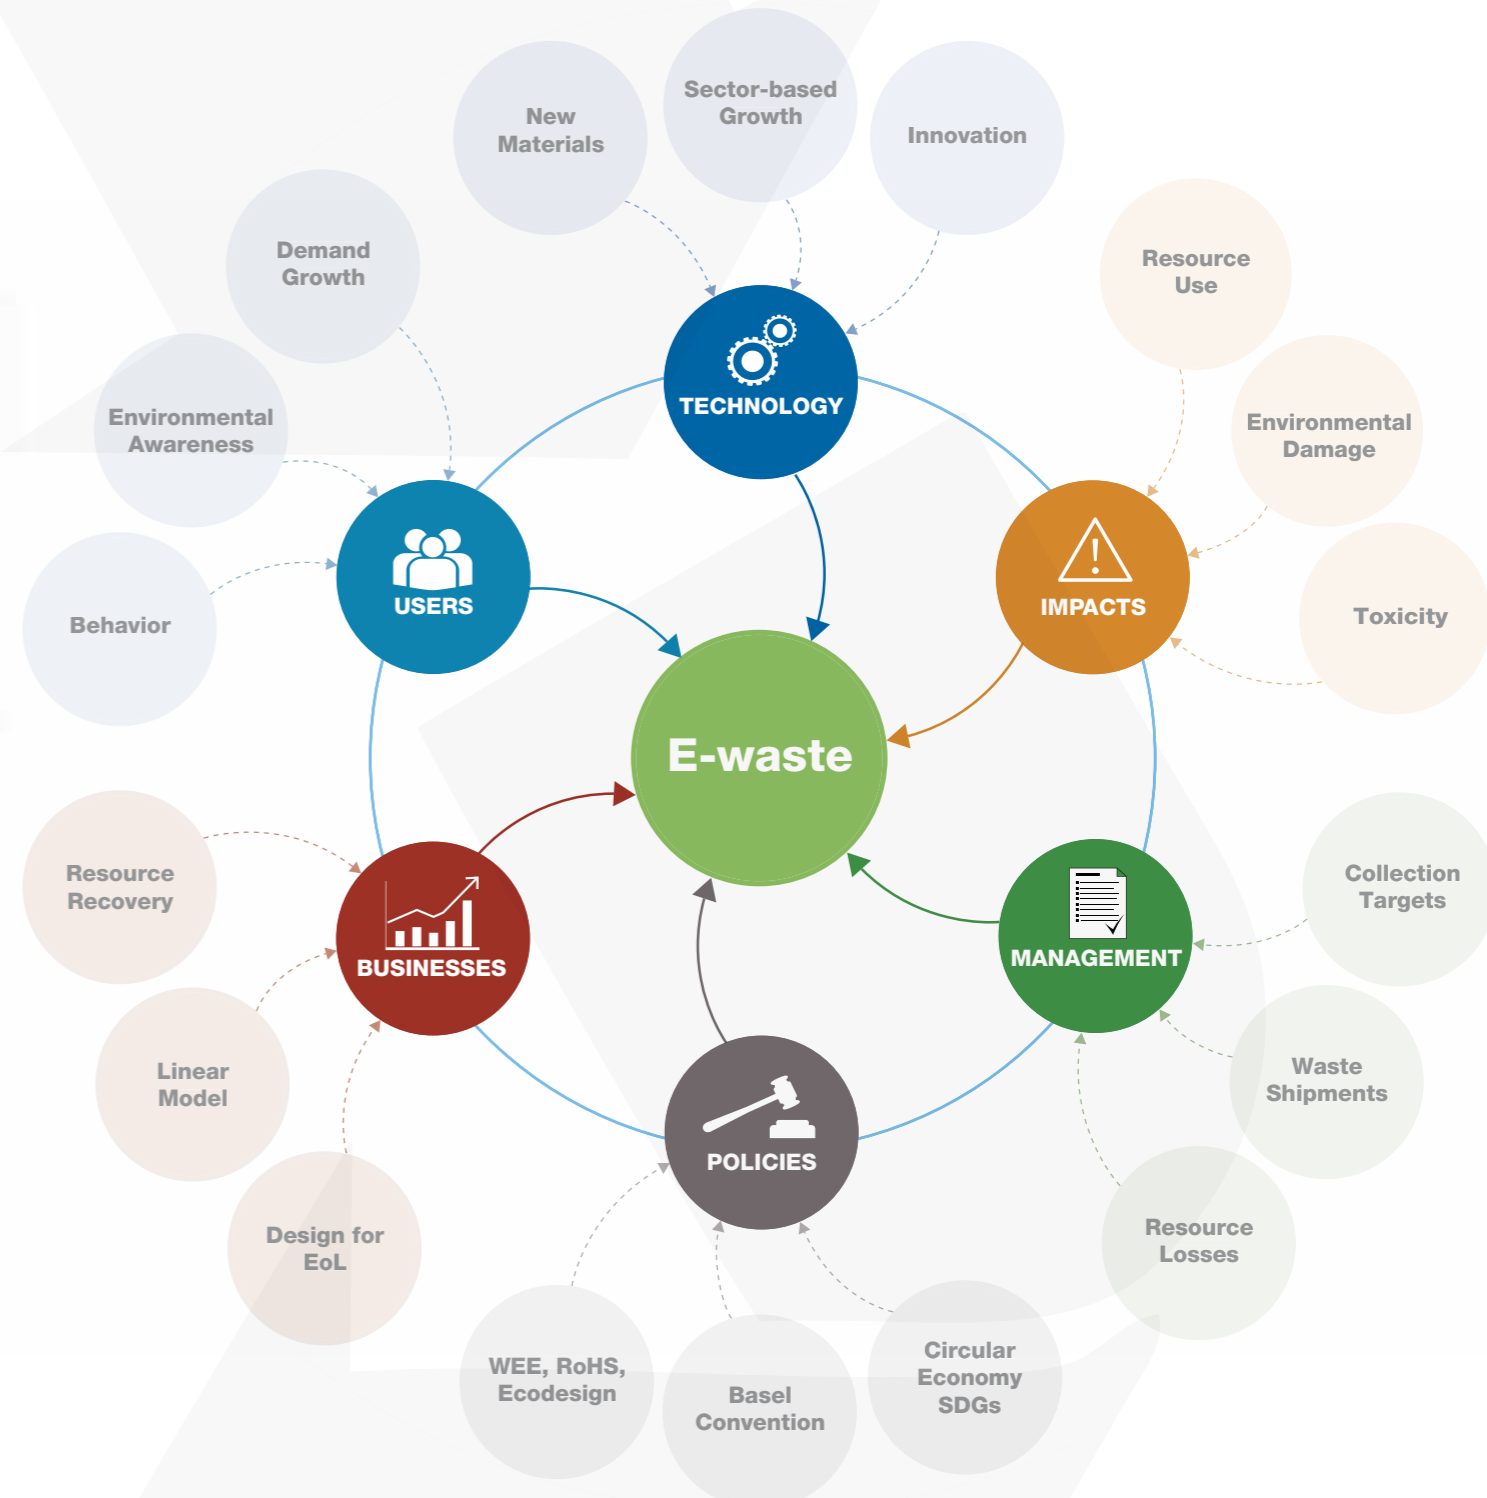 Sector-based
Growth
New
Materials
Innovation
Demand
Growth
Resource
Use
Environmental
Awareness
TECHNOLOGY
Environmental
Damage
Behavior
USERS
IMPACTS
Toxicity
E-waste
Resource
Recovery
BUSINESSES
MANAGEMENT
Collection
Targets
Linear
Model
Waste
Shipments
POLICIES
Design for
EoL
Resource
Losses
WEE, RoHS,
Ecodesign
Basel
Convention
Circular
Economy
SDGs